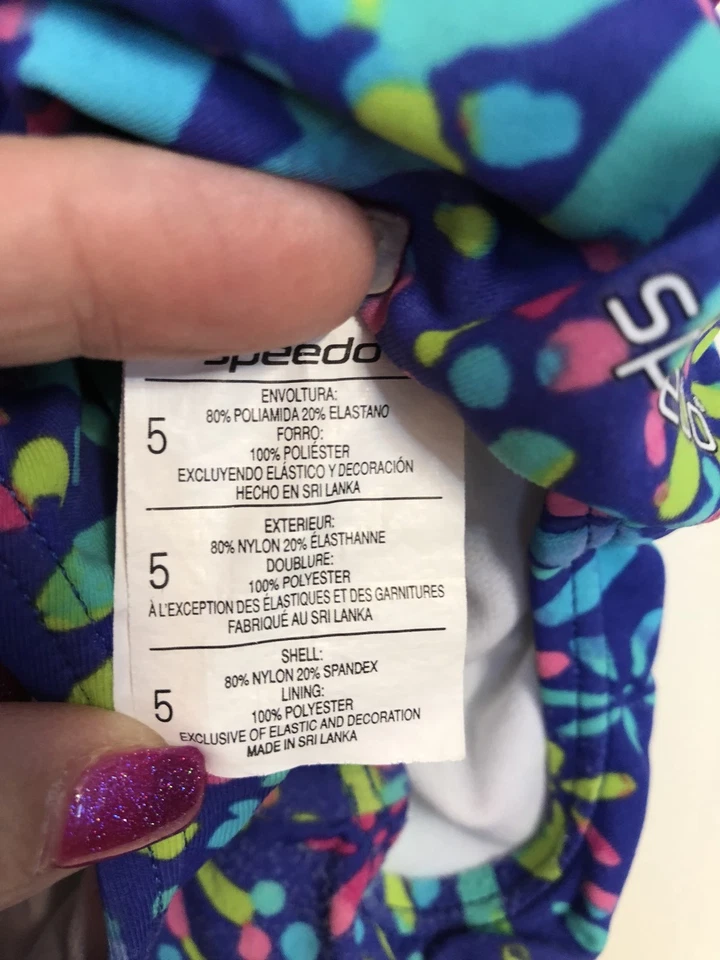 speedo
speedo
5
ENVOLTURA:
80% POLIAMIDA 20% ELASTANO
FORRO:
100% POLIÉSTER
EXCLUYENDO ELÁSTICO Y DECORACIÓN
HECHO EN SRI LANKA
5
EXTERIEUR:
80% NYLON 20% ÉLASTHANNE
DOUBLURE:
100% POLYESTER
À L'EXCEPTION DES ÉLASTIQUES ET DES GARNITURES
FABRIQUÉ AU SRI LANKA
5
SHELL:
80% NYLON 20% SPANDEX
LINING:
100% POLYESTER
EXCLUSIVE OF ELASTIC AND DECORATION
MADE IN SRI LANKA